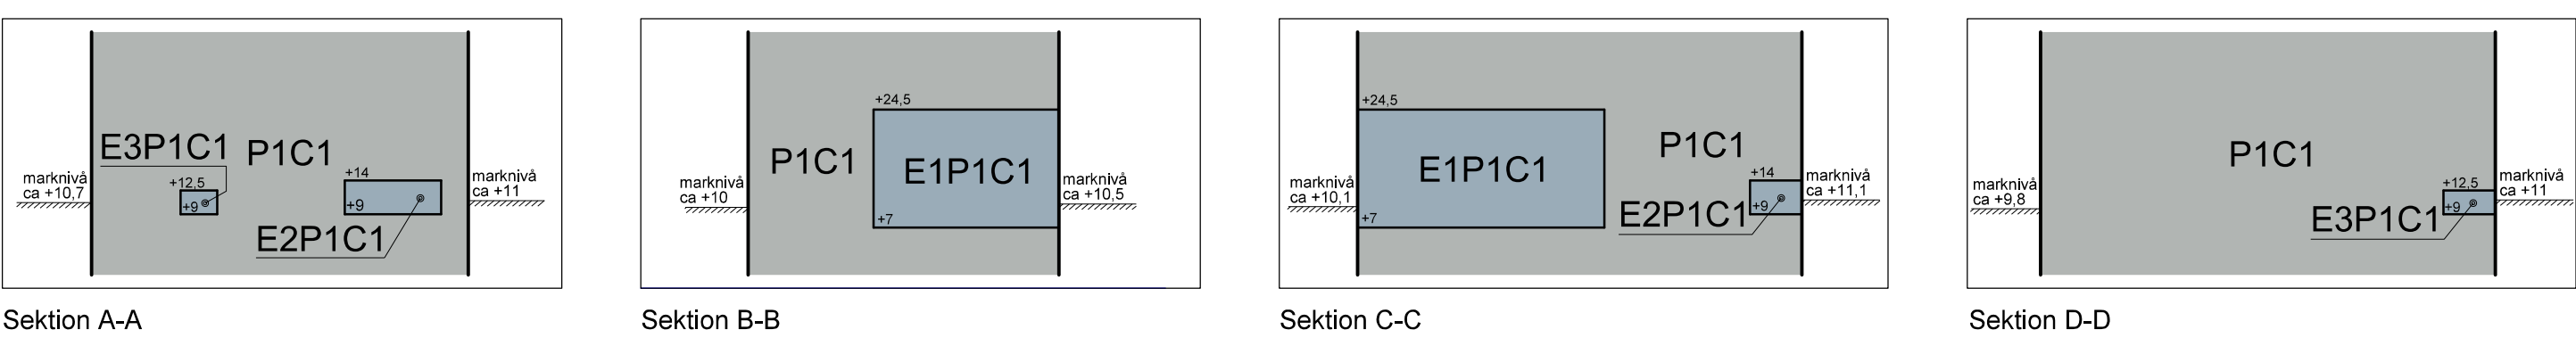 E3P1C1
P1C1
marknivå
ca +10,7
+12,5
+9
+14
+9
E2P1C1
marknivå
ca +11
Sektion A-A
+24,5
P1C1
E1P1C1
marknivå
ca +10
marknivå
ca +10,5
+7
Sektion B-B
+24,5
E1P1C1
P1C1
marknivå
ca +10,1
+14
+9
marknivå
ca +11,1
E2P1C1
+7
Sektion C-C
P1C1
marknivå
ca +9,8
+12,5
+9
marknivå
ca +11
E3P1C1
Sektion D-D